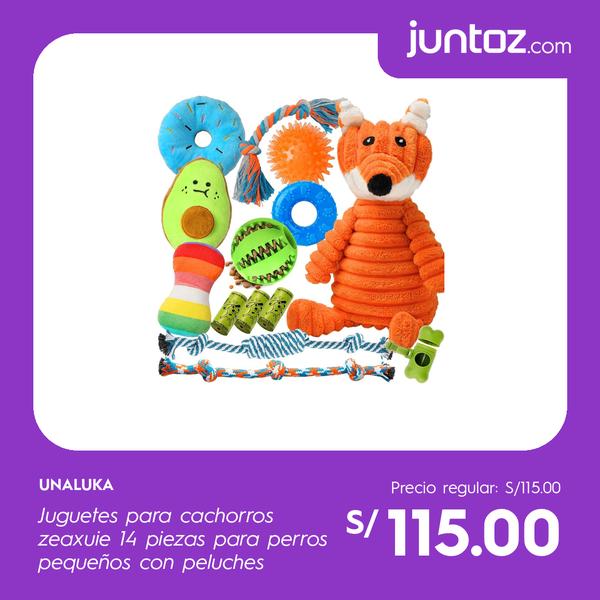 juntoz.com
UNALUKA
Juguetes para cachorros
zeaxuie 14 piezas para perros
pequeños con peluches
Precio regular: S/115.00
S/ 115.00